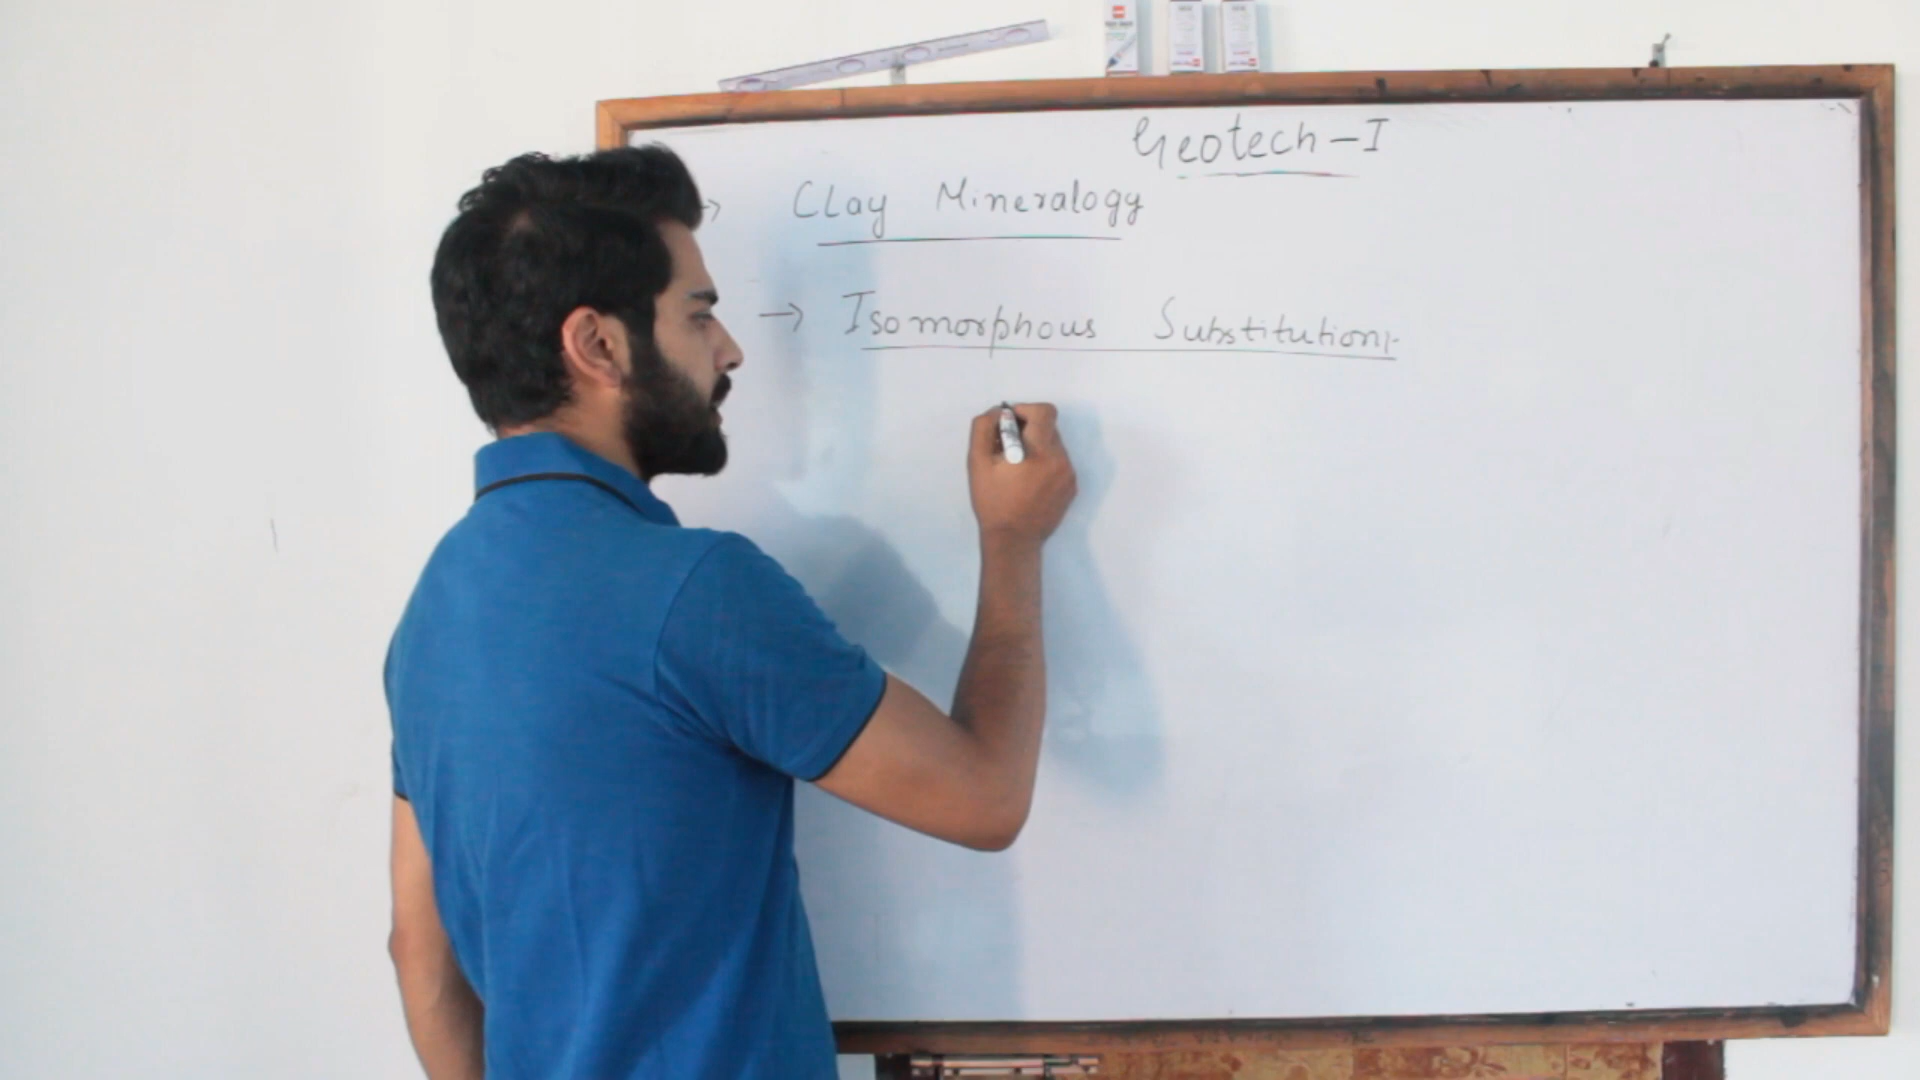 Geotech-I
→ Clay Mineralogy
→ Isomorphous Substitution:-